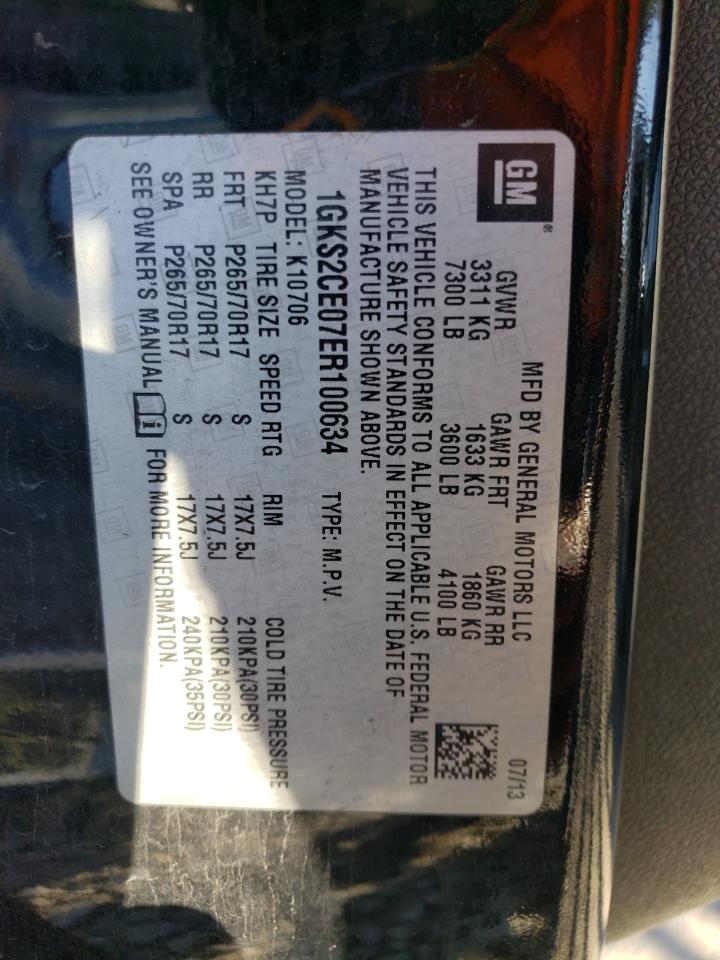 GM®
MFD BY GENERAL MOTORS LLC 07/13
GVWR GAWR FRT GAWR RR
3311 KG 1633 KG 1860 KG
7300 LB 3600 LB 4100 LB
THIS VEHICLE CONFORMS TO ALL APPLICABLE U.S. FEDERAL MOTOR
VEHICLE SAFETY STANDARDS IN EFFECT ON THE DATE OF
MANUFACTURE SHOWN ABOVE.
1GKS2CE07ER100634 TYPE: M.P.V.
MODEL: K10706
KH7P TIRE SIZE SPEED RTG RIM COLD TIRE PRESSURE
FRT P265/70R17 S 17X7.5J 210KPA(30PSI)
RR P265/70R17 S 17X7.5J 210KPA(30PSI)
SPA P265/70R17 S 17X7.5J 240KPA(35PSI)
SEE OWNER'S MANUAL i FOR MORE INFORMATION.